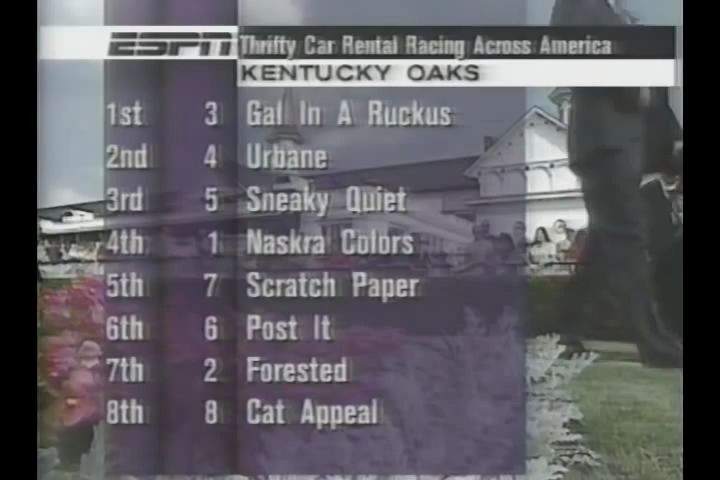 ESPN Thrifty Car Rental Racing Across America
KENTUCKY OAKS
1st 3 Gal In A Ruckus
2nd 4 Urbane
3rd 5 Sneaky Quiet
4th 1 Naskra Colors
5th 7 Scratch Paper
6th 6 Post It
7th 2 Forested
8th 8 Cat Appeal